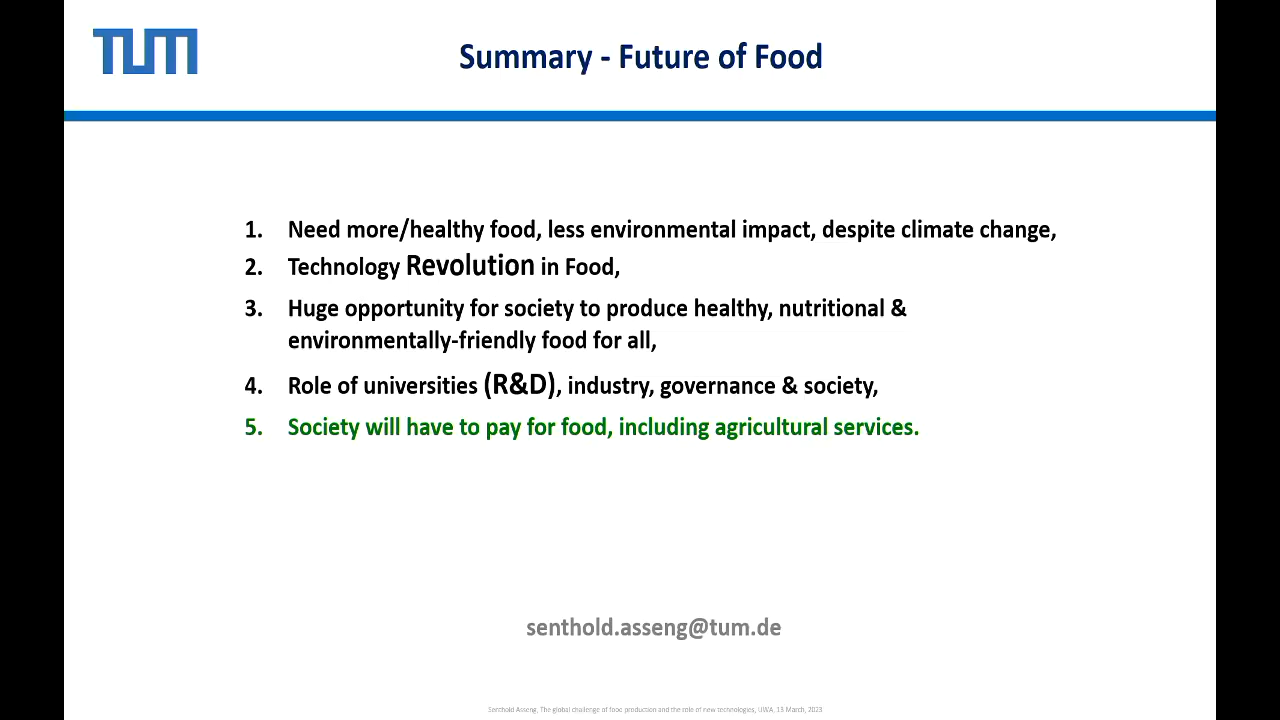 TUM
Summary - Future of Food
1. Need more/healthy food, less environmental impact, despite climate change,
2. Technology Revolution in Food,
3. Huge opportunity for society to produce healthy, nutritional &
environmentally-friendly food for all,
4. Role of universities (R&D), industry, governance & society,
5. Society will have to pay for food, including agricultural services.
senthold.asseng@tum.de
Senthold Asseng, The global challenge of food production and the role of new technologies, UWA, 13 March, 2023